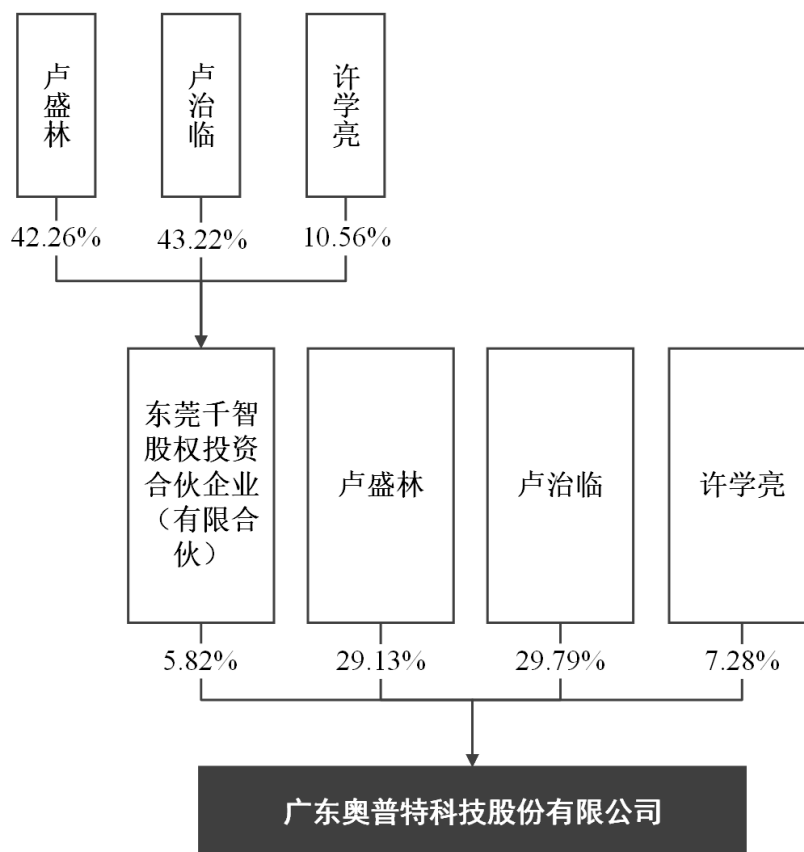 卢盛林
卢治临
许学亮
42.26%
43.22%
10.56%
东莞千智
股权投资
合伙企业
（有限合
伙）
卢盛林
卢治临
许学亮
5.82%
29.13%
29.79%
7.28%
广东奥普特科技股份有限公司